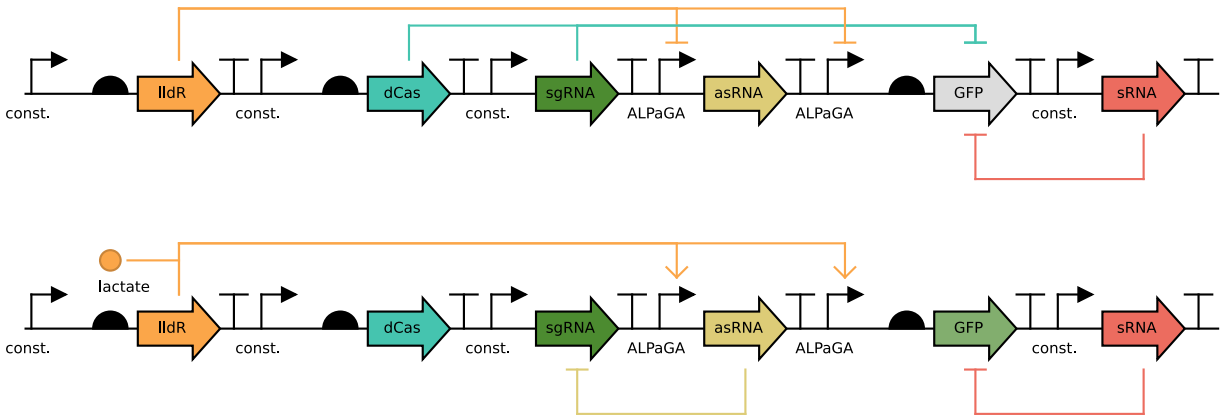 lldR dCas sgRNA asRNA GFP sRNA
const. const. const. ALPaGA ALPaGA const.
lactate
lldR dCas sgRNA asRNA GFP sRNA
const. const. const. ALPaGA ALPaGA const.